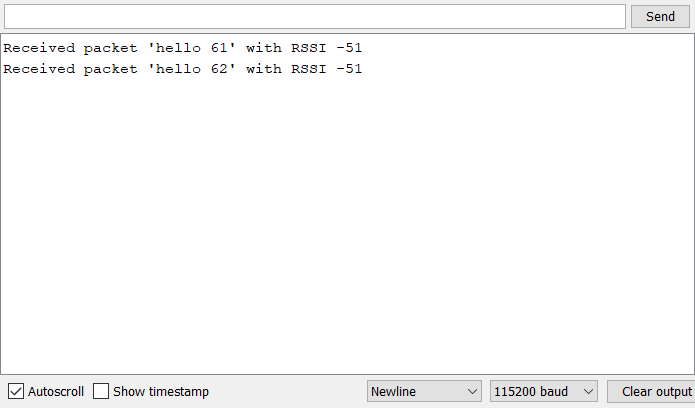 Send
Received packet 'hello 61' with RSSI -51
Received packet 'hello 62' with RSSI -51
Autoscroll Show timestamp Newline 115200 baud Clear output